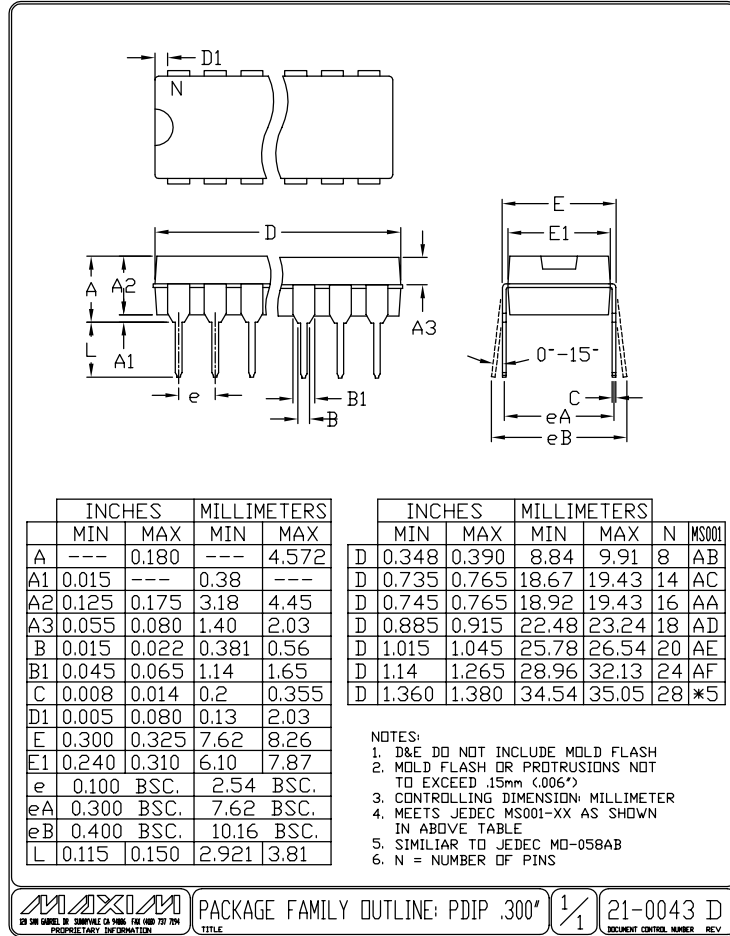 D1
N
D
E
E1
A
A2
A3
L
A1
0°-15°
e
B1
B
C
eA
eB
INCHES MILLIMETERS
MIN MAX MIN MAX
A --- 0.180 --- 4.572
A1 0.015 --- 0.38 ---
A2 0.125 0.175 3.18 4.45
A3 0.055 0.080 1.40 2.03
B 0.015 0.022 0.381 0.56
B1 0.045 0.065 1.14 1.65
C 0.008 0.014 0.2 0.355
D1 0.005 0.080 0.13 2.03
E 0.300 0.325 7.62 8.26
E1 0.240 0.310 6.10 7.87
e 0.100 BSC. 2.54 BSC.
eA 0.300 BSC. 7.62 BSC.
eB 0.400 BSC. 10.16 BSC.
L 0.115 0.150 2.921 3.81
INCHES MILLIMETERS
MIN MAX MIN MAX N MS001
D 0.348 0.390 8.84 9.91 8 AB
D 0.735 0.765 18.67 19.43 14 AC
D 0.745 0.765 18.92 19.43 16 AA
D 0.885 0.915 22.48 23.24 18 AD
D 1.015 1.045 25.78 26.54 20 AE
D 1.14 1.265 28.96 32.13 24 AF
D 1.360 1.380 34.54 35.05 28 *5
NOTES:
1. D&E DO NOT INCLUDE MOLD FLASH
2. MOLD FLASH OR PROTRUSIONS NOT
TO EXCEED .15mm (.006")
3. CONTROLLING DIMENSION: MILLIMETER
4. MEETS JEDEC MS001-XX AS SHOWN
IN ABOVE TABLE
5. SIMILIAR TO JEDEC MO-058AB
6. N = NUMBER OF PINS
MAXIM
120 SAN GABRIEL DR. SUNNYVALE CA 94086 FAX (408) 737 7194
PROPRIETARY INFORMATION
PACKAGE FAMILY OUTLINE: PDIP .300"
TITLE
1/1
21-0043 D
DOCUMENT CONTROL NUMBER REV